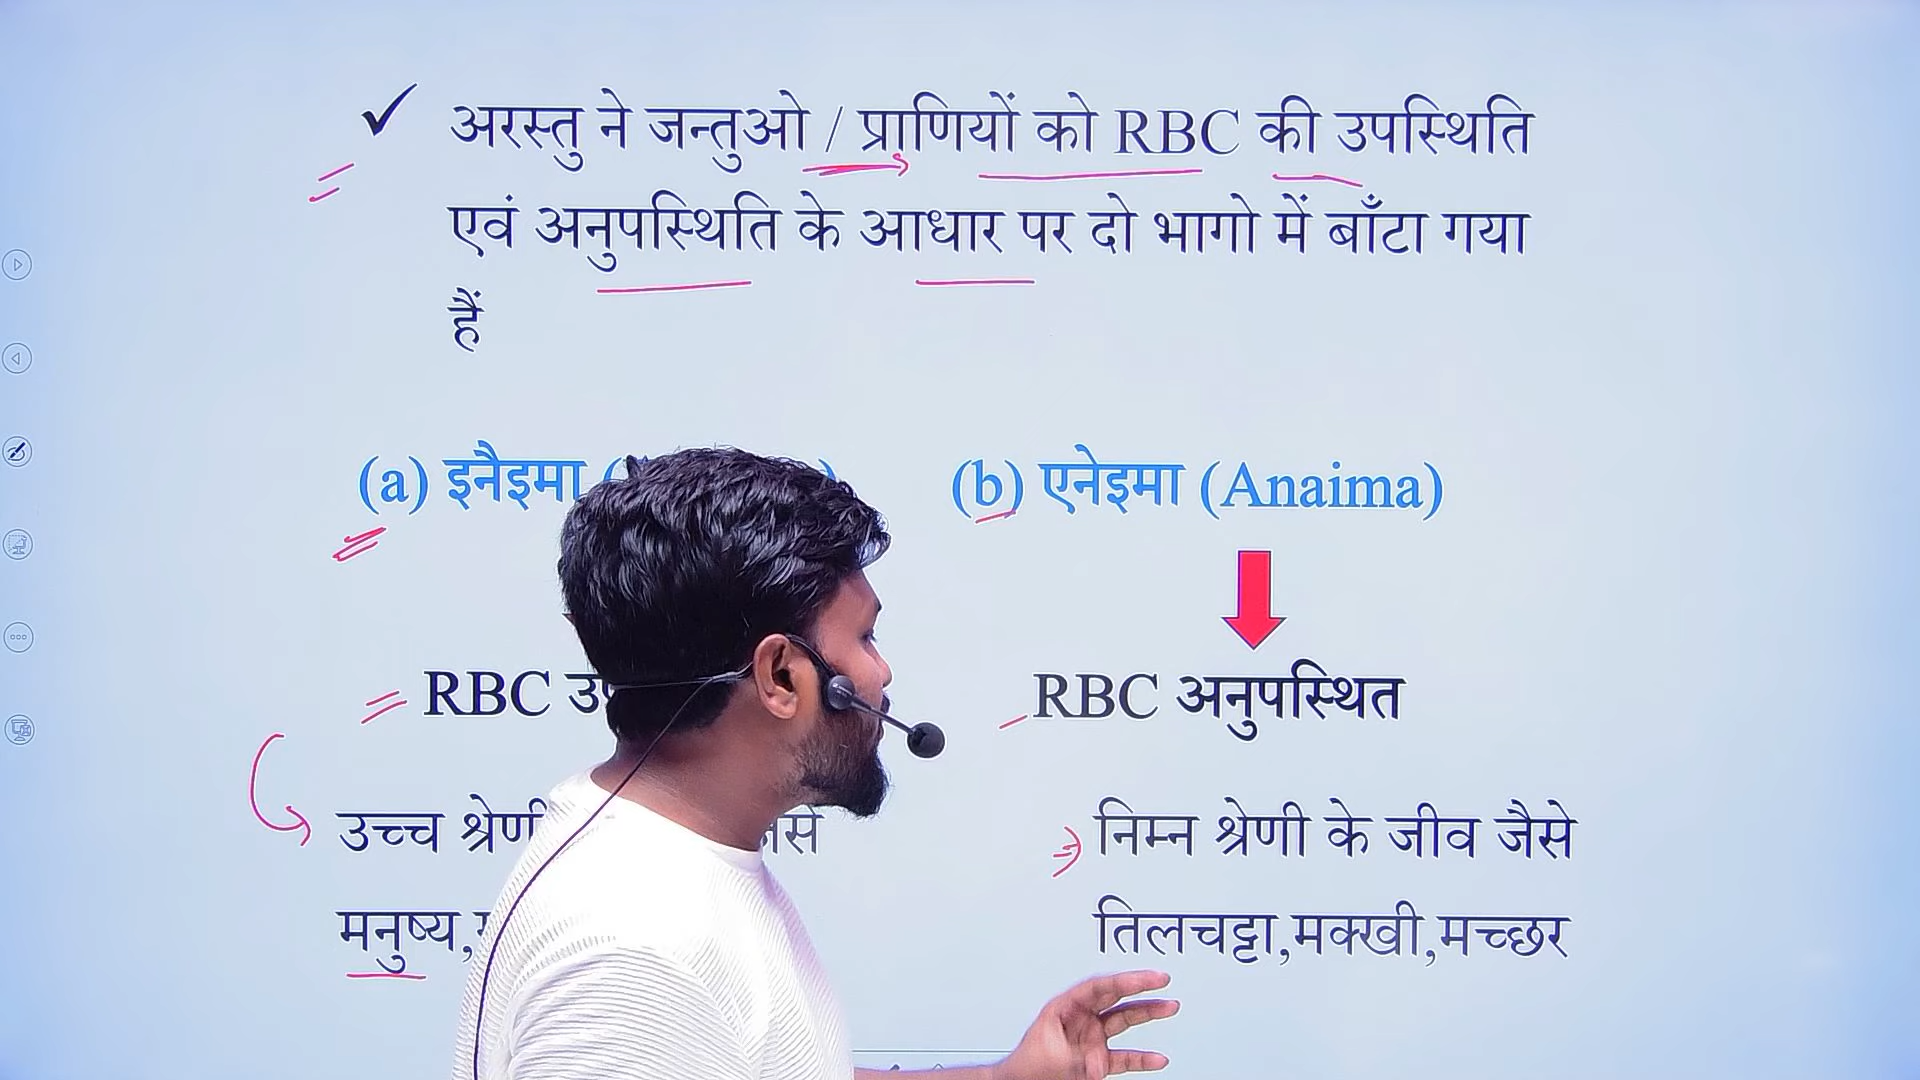 अरस्तु ने जन्तुओ / प्राणियों को RBC की उपस्थिति
एवं अनुपस्थिति के आधार पर दो भागो में बाँटा गया
हैं
(a) इनैइमा
(b) एनेइमा (Anaima)
RBC
RBC अनुपस्थित
उच्च
निम्न श्रेणी के जीव जैसे
मनुष्य,
तिलचट्टा,मक्खी,मच्छर